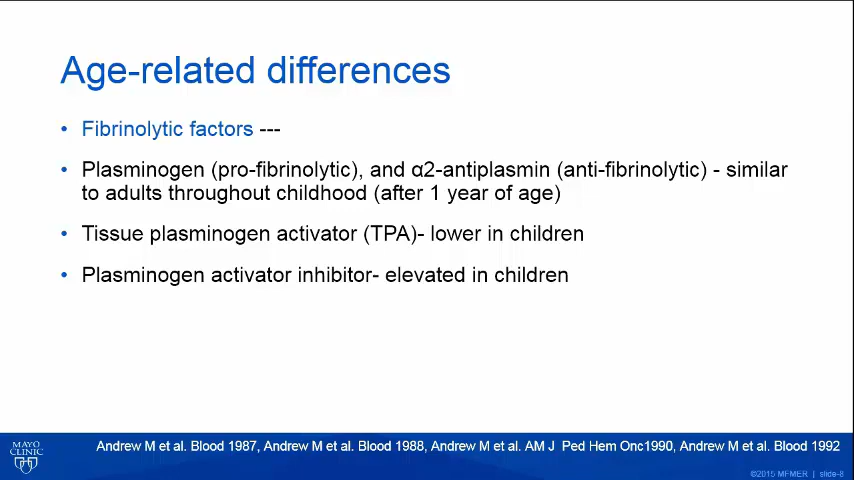 Age-related differences
• Fibrinolytic factors ---
• Plasminogen (pro-fibrinolytic), and α2-antiplasmin (anti-fibrinolytic) - similar
to adults throughout childhood (after 1 year of age)
• Tissue plasminogen activator (TPA)- lower in children
• Plasminogen activator inhibitor- elevated in children
MAYO
CLINIC
Andrew M et al. Blood 1987, Andrew M et al. Blood 1988, Andrew M et al. AM J  Ped Hem Onc1990, Andrew M et al. Blood 1992
©2015 MFMER | slide-8